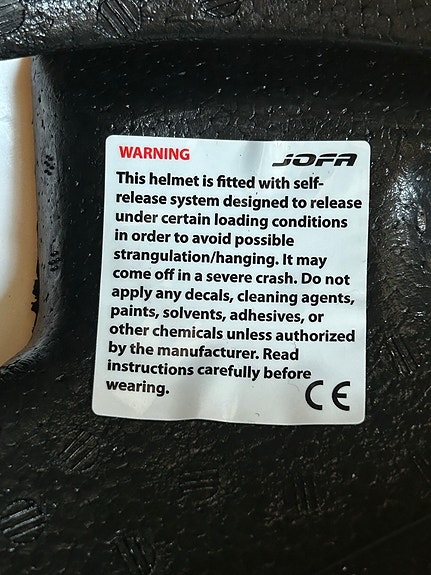 WARNING JOFA
This helmet is fitted with self-
release system designed to release
under certain loading conditions
in order to avoid possible
strangulation/hanging. It may
come off in a severe crash. Do not
apply any decals, cleaning agents,
paints, solvents, adhesives, or
other chemicals unless authorized
by the manufacturer. Read
instructions carefully before
wearing. CE